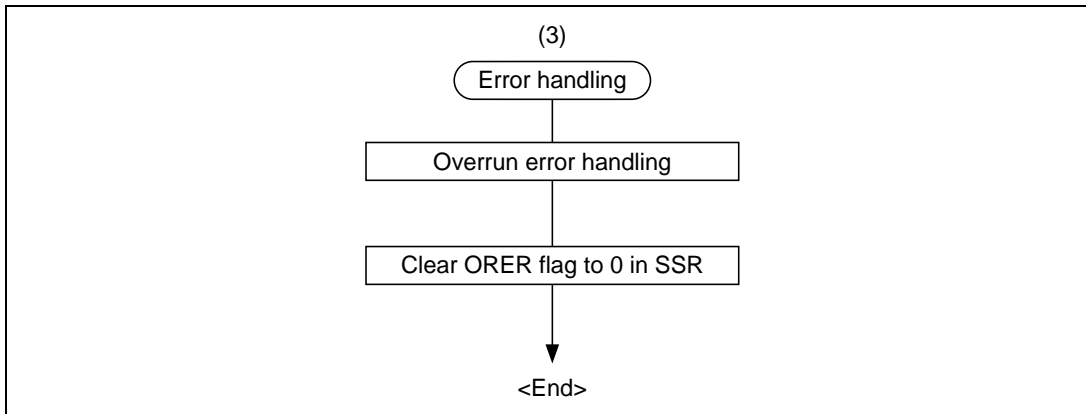 (3)
Error handling
Overrun error handling
Clear ORER flag to 0 in SSR
<End>